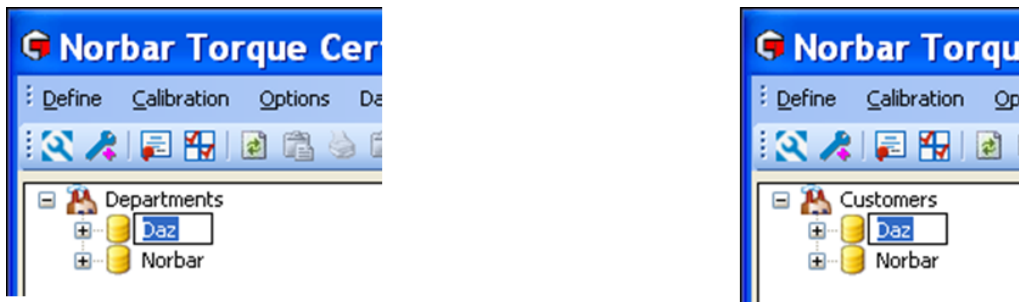 Norbar Torque Cer
Define Calibration Options Da
Departments
Daz
Norbar
Norbar Torqu
Define Calibration Op
Customers
Daz
Norbar